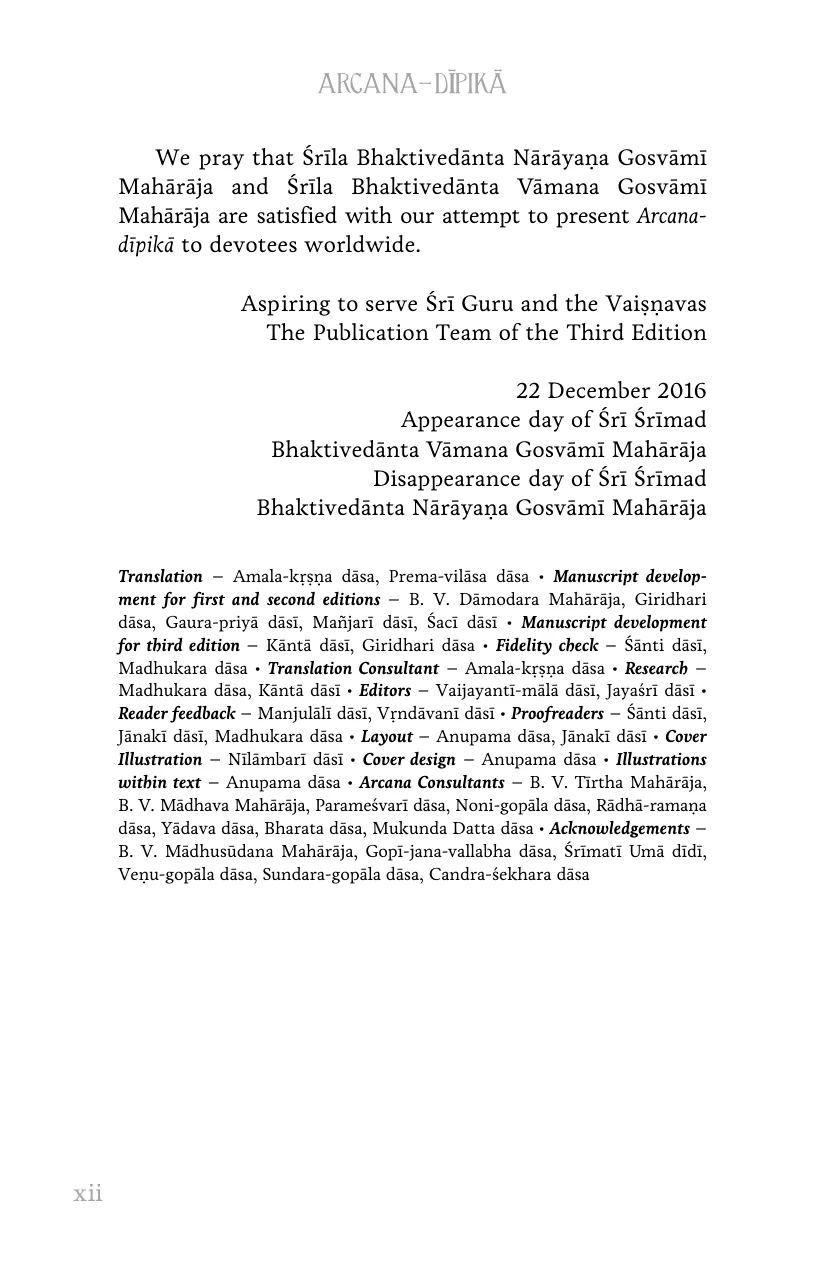 ARCANA–DĪPIKĀ
We pray that Śrīla Bhaktivedānta Nārāyaṇa Gosvāmī
Mahārāja and Śrīla Bhaktivedānta Vāmana Gosvāmī
Mahārāja are satisfied with our attempt to present Arcana-
dīpikā to devotees worldwide.
Aspiring to serve Śrī Guru and the Vaiṣṇavas
The Publication Team of the Third Edition
22 December 2016
Appearance day of Śrī Śrīmad
Bhaktivedānta Vāmana Gosvāmī Mahārāja
Disappearance day of Śrī Śrīmad
Bhaktivedānta Nārāyaṇa Gosvāmī Mahārāja
Translation – Amala-kṛṣṇa dāsa, Prema-vilāsa dāsa • Manuscript develop-
ment for first and second editions – B. V. Dāmodara Mahārāja, Giridhari
dāsa, Gaura-priyā dāsī, Mañjarī dāsī, Śacī dāsī • Manuscript development
for third edition – Kāntā dāsī, Giridhari dāsa • Fidelity check – Śānti dāsī,
Madhukara dāsa • Translation Consultant – Amala-kṛṣṇa dāsa • Research –
Madhukara dāsa, Kāntā dāsī • Editors – Vaijayantī-mālā dāsī, Jayaśrī dāsī •
Reader feedback – Manjulālī dāsī, Vṛndāvanī dāsī • Proofreaders – Śānti dāsī,
Jānakī dāsī, Madhukara dāsa • Layout – Anupama dāsa, Jānakī dāsī • Cover
Illustration – Nīlāmbarī dāsī • Cover design – Anupama dāsa • Illustrations
within text – Anupama dāsa • Arcana Consultants – B. V. Tīrtha Mahārāja,
B. V. Mādhava Mahārāja, Parameśvarī dāsa, Noni-gopāla dāsa, Rādhā-ramaṇa
dāsa, Yādava dāsa, Bharata dāsa, Mukunda Datta dāsa • Acknowledgements –
B. V. Mādhusūdana Mahārāja, Gopī-jana-vallabha dāsa, Śrīmatī Umā dīdī,
Veṇu-gopāla dāsa, Sundara-gopāla dāsa, Candra-śekhara dāsa
xii